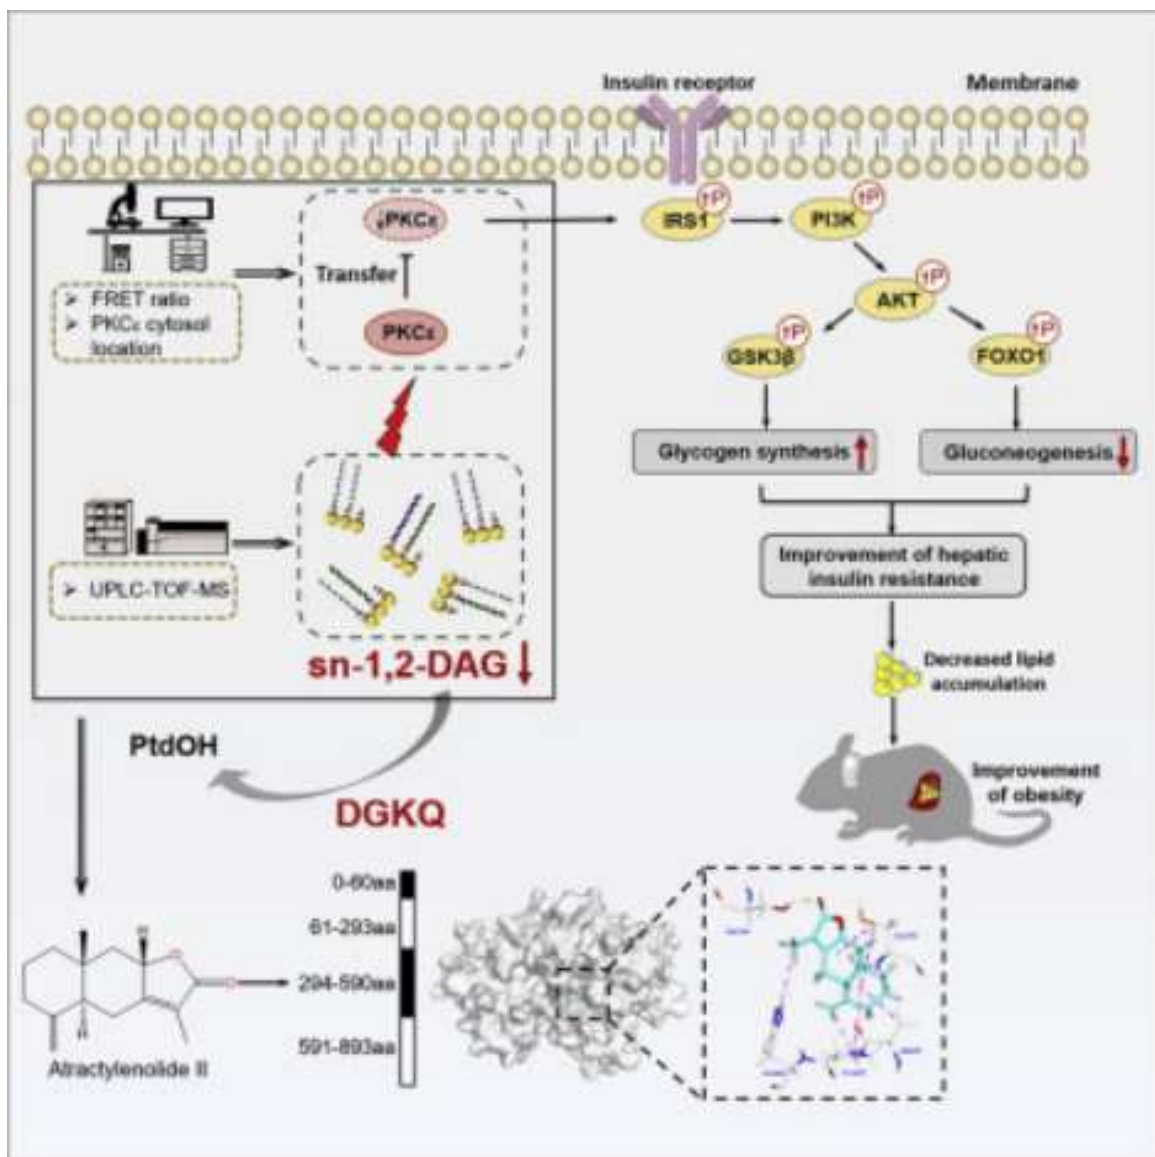 Insulin receptor
Membrane
PKCε
IRS1
↑P
PI3K
↑P
Transfer
➢ FRET ratio
➢ PKCε cytosol
location
PKCε
AKT
↑P
GSK3β
↑P
FOXO1
↑P
Glycogen synthesis ↑
Gluconeogenesis ↓
Improvement of hepatic
insulin resistance
➢ UPLC-TOF-MS
sn-1,2-DAG ↓
Decreased lipid
accumulation
PtdOH
DGKQ
Improvement
of obesity
0-60aa
61-293aa
294-590aa
591-893aa
H
O
O
H
Atractylenolide II